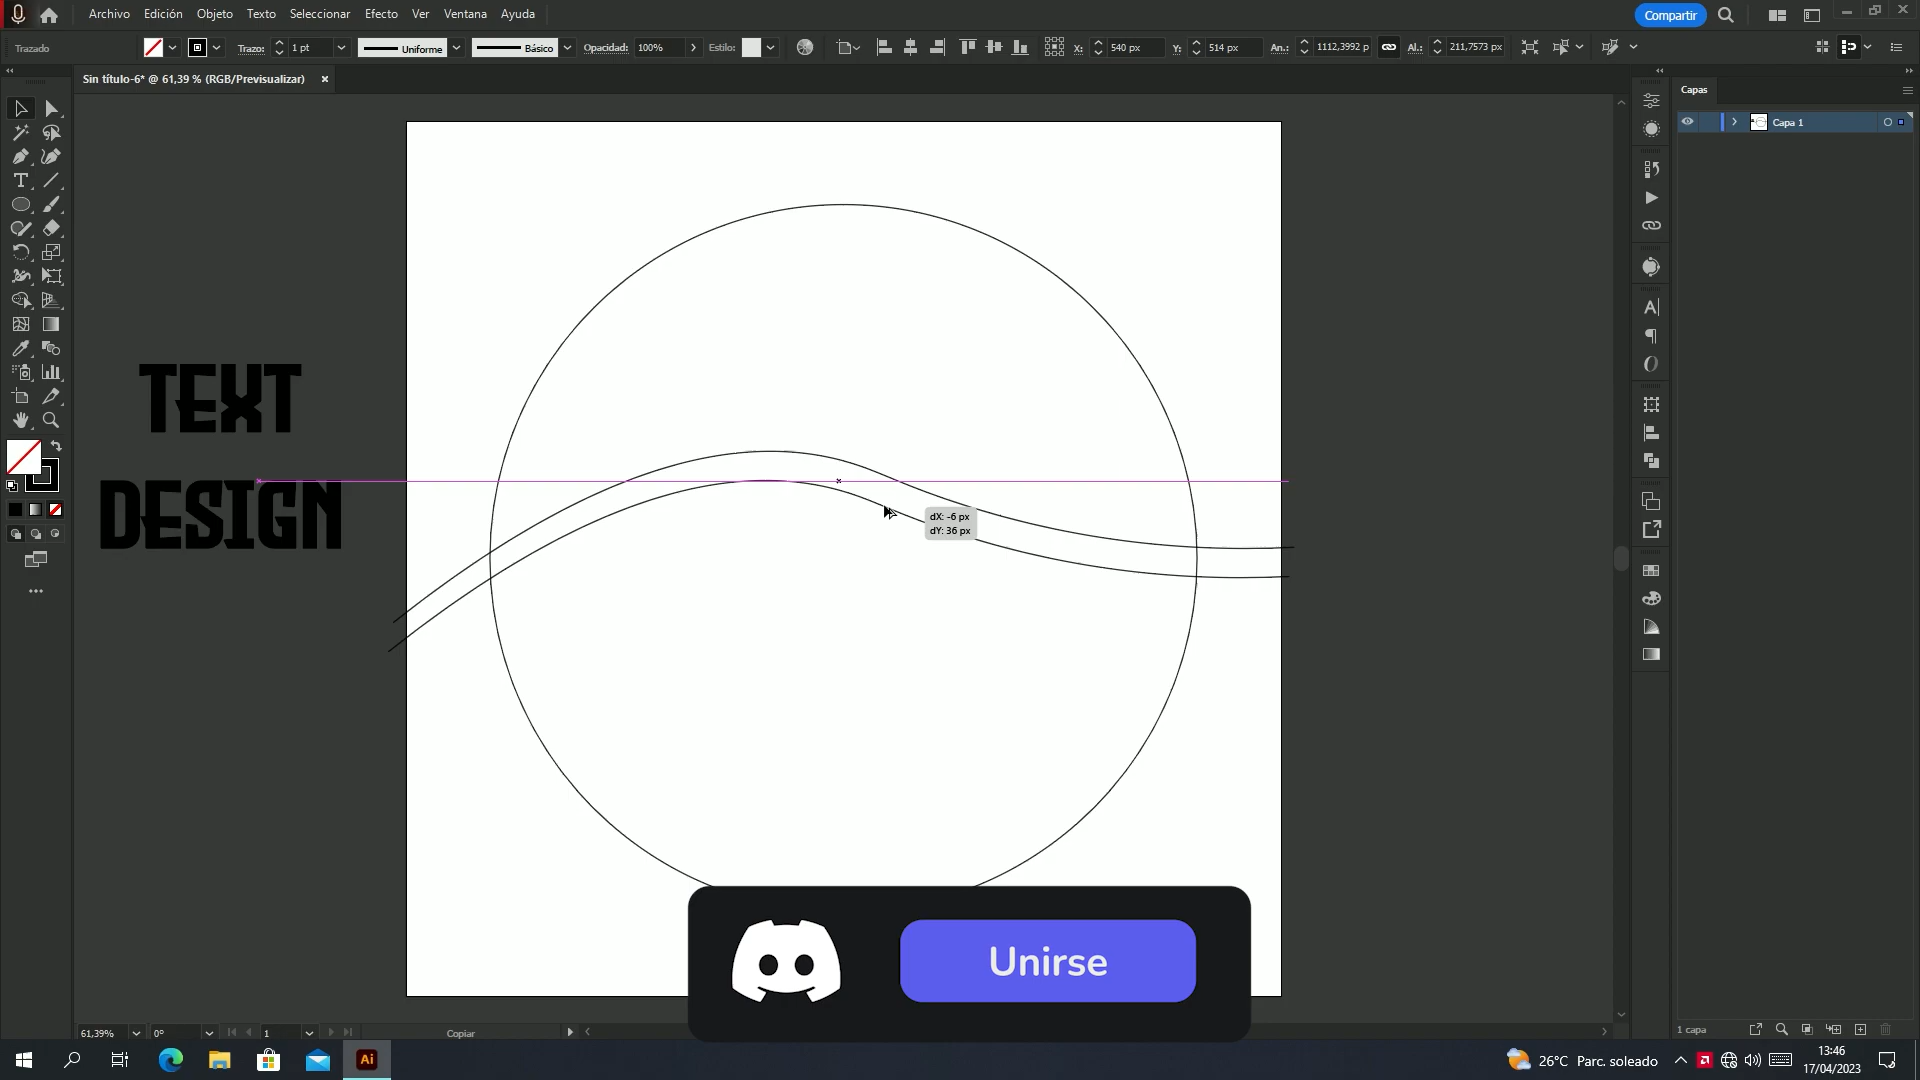 Archivo Edición Objeto Texto Seleccionar Efecto Ver Ventana Ayuda Compartir
Trazado Trazo: 1 pt Uniforme Básico Opacidad: 100% Estilo: X: 540 px Y: 514 px An.: 1112,3992 p Al.: 211,7573 px
Sin título-6* @ 61,39 % (RGB/Previsualizar)
Capas
Capa 1
TEXT
DESIGN
dX: -6 px
dY: 36 px
Unirse
61,39% 0° 1 Copiar
1 capa
Ai 26°C Parc. soleado 13:46
17/04/2023